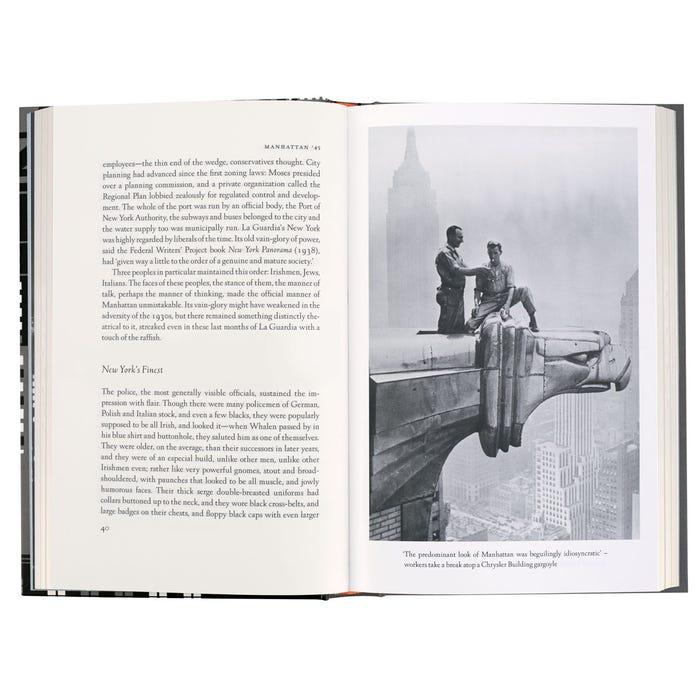 MANHATTAN '45
employees—the thin end of the wedge, conservatives thought. City
planning had advanced since the first zoning laws: Moses presided
over a planning commission, and a private organization called the
Regional Plan lobbied zealously for regulated control and develop-
ment. The whole of the port was run by an official body, the Port of
New York Authority, the subways and buses belonged to the city and
the water supply too was municipally run. La Guardia's New York
was highly regarded by liberals of the time. Its old vain-glory of power,
said the Federal Writers' Project book New York Panorama (1938),
had 'given way a little to the order of a genuine and mature society.'
Three peoples in particular maintained this order: Irishmen, Jews,
Italians. The faces of these peoples, the stance of them, the manner of
talk, perhaps the manner of thinking, made the official manner of
Manhattan unmistakable. Its vain-glory might have weakened in the
adversity of the 1930s, but there remained something distinctly the-
atrical to it, streaked even in these last months of La Guardia with a
touch of the raffish.
New York's Finest
The police, the most generally visible officials, sustained the im-
pression with flair. Though there were many policemen of German,
Polish and Italian stock, and even a few blacks, they were popularly
supposed to be all Irish, and looked it—when Whalen passed by in
his blue shirt and buttonhole, they saluted him as one of themselves.
They were older, on the average, than their successors in later years,
and they were of an especial build, unlike other men, unlike other
Irishmen even; rather like very powerful gnomes, stout and broad-
shouldered, with paunches that looked to be all muscle, and jowly
humorous faces. Their thick serge double-breasted uniforms had
collars buttoned up to the neck, and they wore black cross-belts, and
large badges on their chests, and floppy black caps with even larger
40
'The predominant look of Manhattan was beguilingly idiosyncratic' –
workers take a break atop a Chrysler Building gargoyle